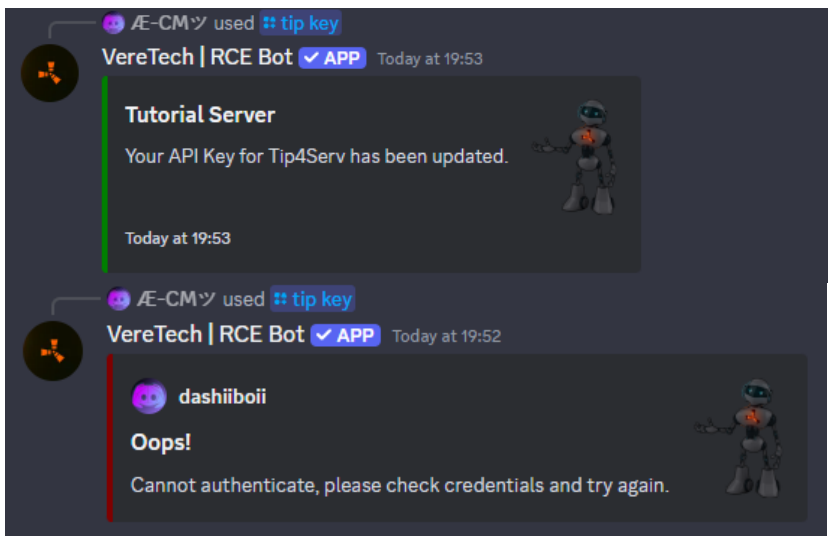 Æ-CMツ used tip key
VereTech | RCE Bot ✓ APP Today at 19:53
Tutorial Server
Your API Key for Tip4Serv has been updated.
Today at 19:53
Æ-CMツ used tip key
VereTech | RCE Bot ✓ APP Today at 19:52
dashiiboii
Oops!
Cannot authenticate, please check credentials and try again.